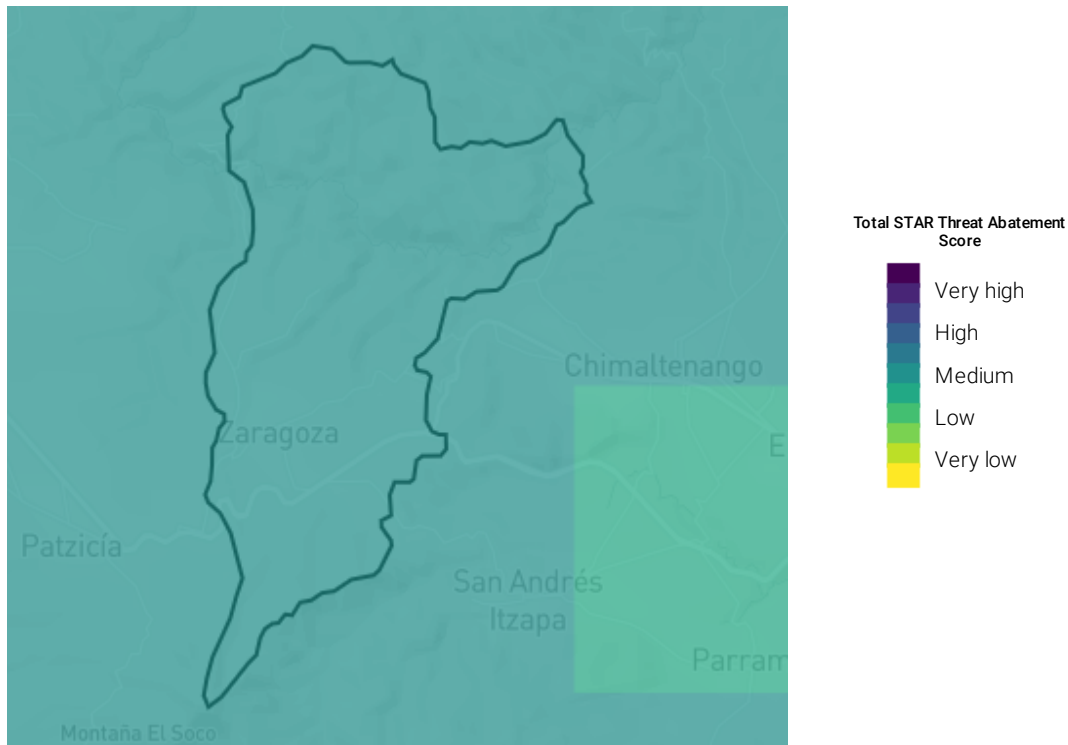 Total STAR Threat Abatement
Score
Very high
High
Medium
Low
Very low
Chimaltenango
Zaragoza
E
Patzicía
San Andrés
Itzapa
Parram
Montaña El Soco